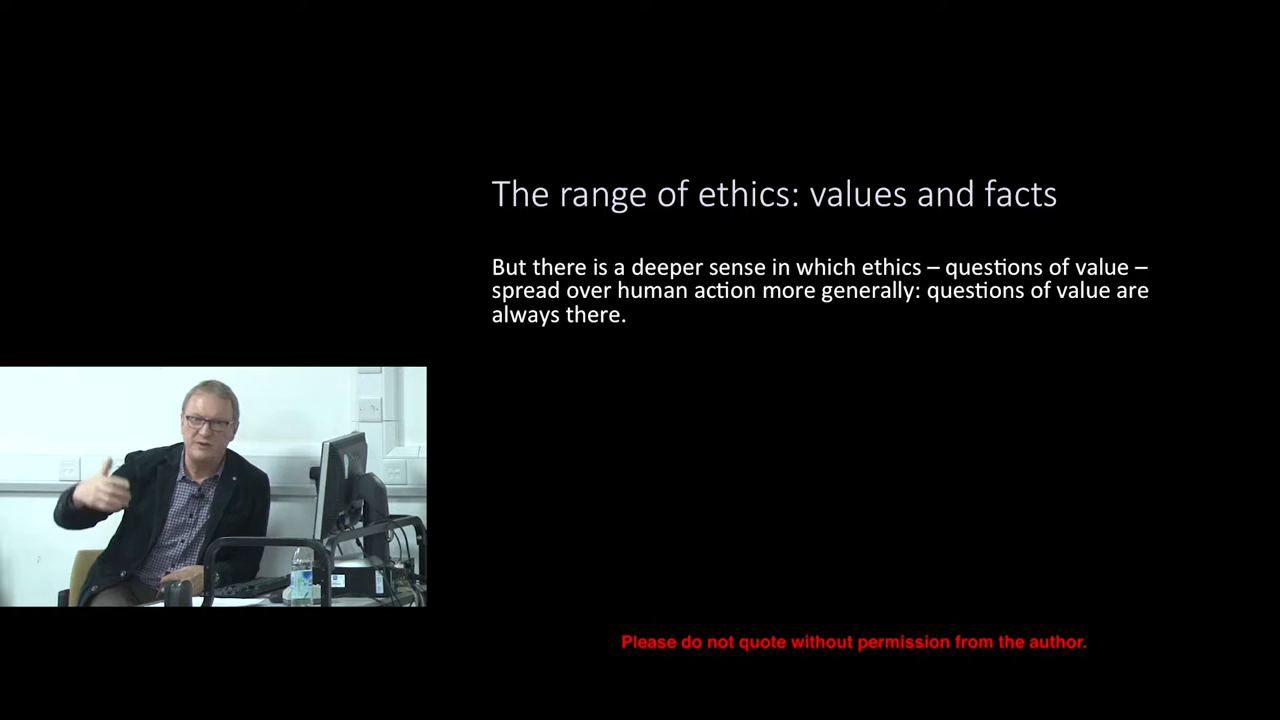 The range of ethics: values and facts
But there is a deeper sense in which ethics – questions of value –
spread over human action more generally: questions of value are
always there.
Please do not quote without permission from the author.